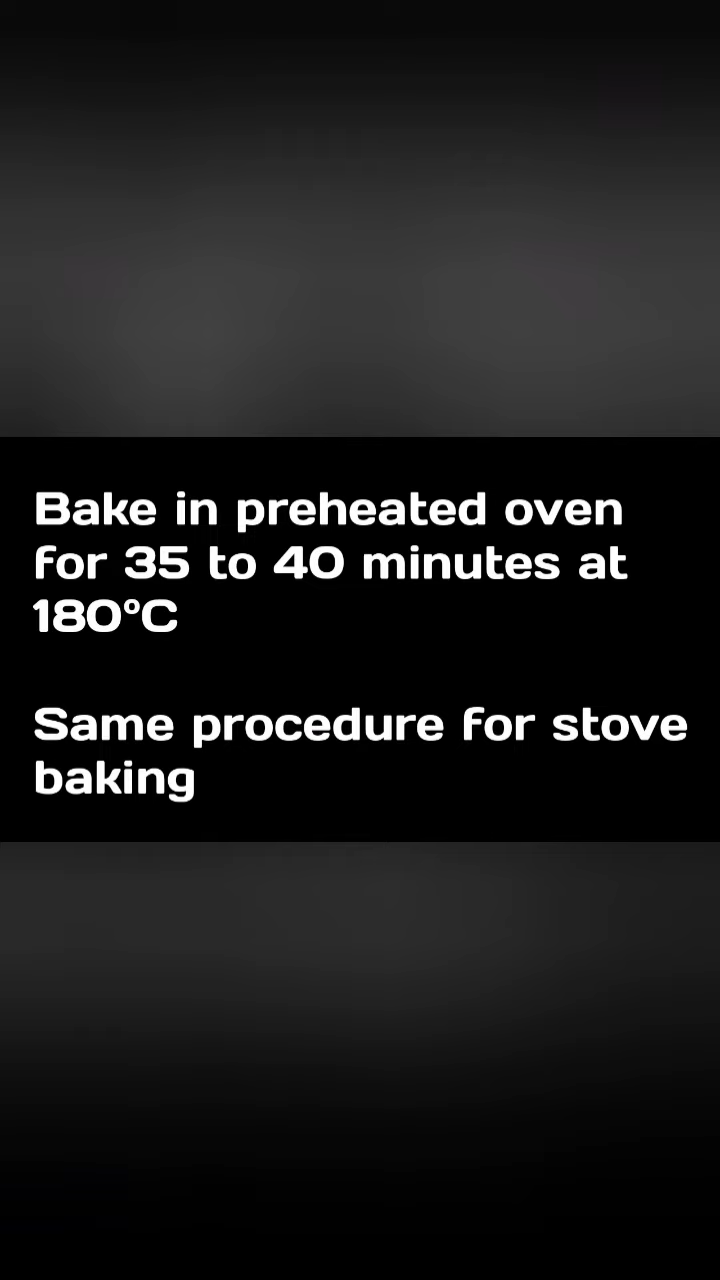 Bake in preheated oven
for 35 to 40 minutes at
180°C
Same procedure for stove
baking